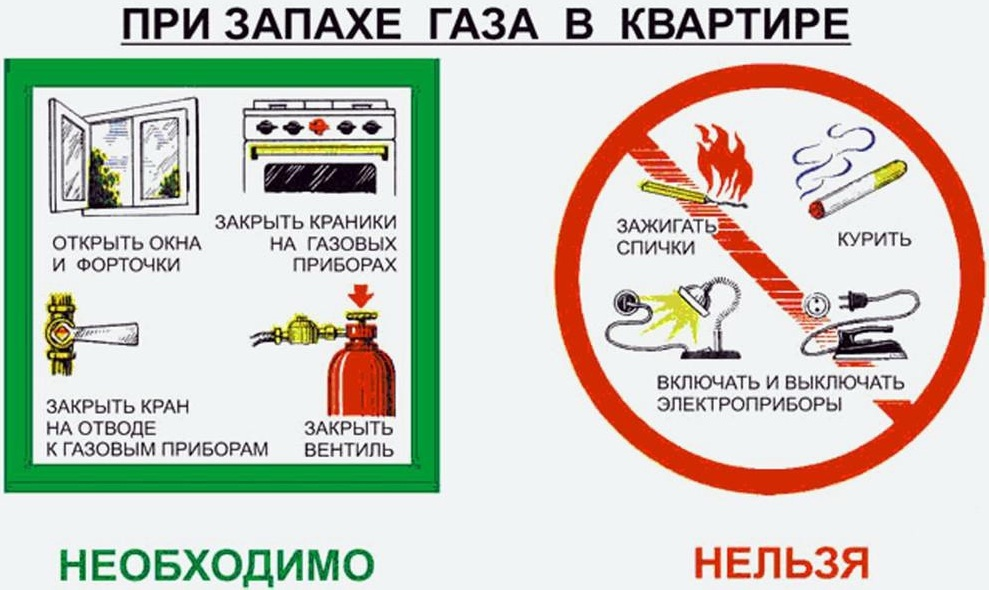 ПРИ ЗАПАХЕ ГАЗА В КВАРТИРЕ
ОТКРЫТЬ ОКНА
И ФОРТОЧКИ
ЗАКРЫТЬ КРАНИКИ
НА ГАЗОВЫХ
ПРИБОРАХ
ЗАКРЫТЬ КРАН
НА ОТВОДЕ
К ГАЗОВЫМ ПРИБОРАМ
ЗАКРЫТЬ
ВЕНТИЛЬ
НЕОБХОДИМО
ЗАЖИГАТЬ
СПИЧКИ
КУРИТЬ
ВКЛЮЧАТЬ И ВЫКЛЮЧАТЬ
ЭЛЕКТРОПРИБОРЫ
НЕЛЬЗЯ